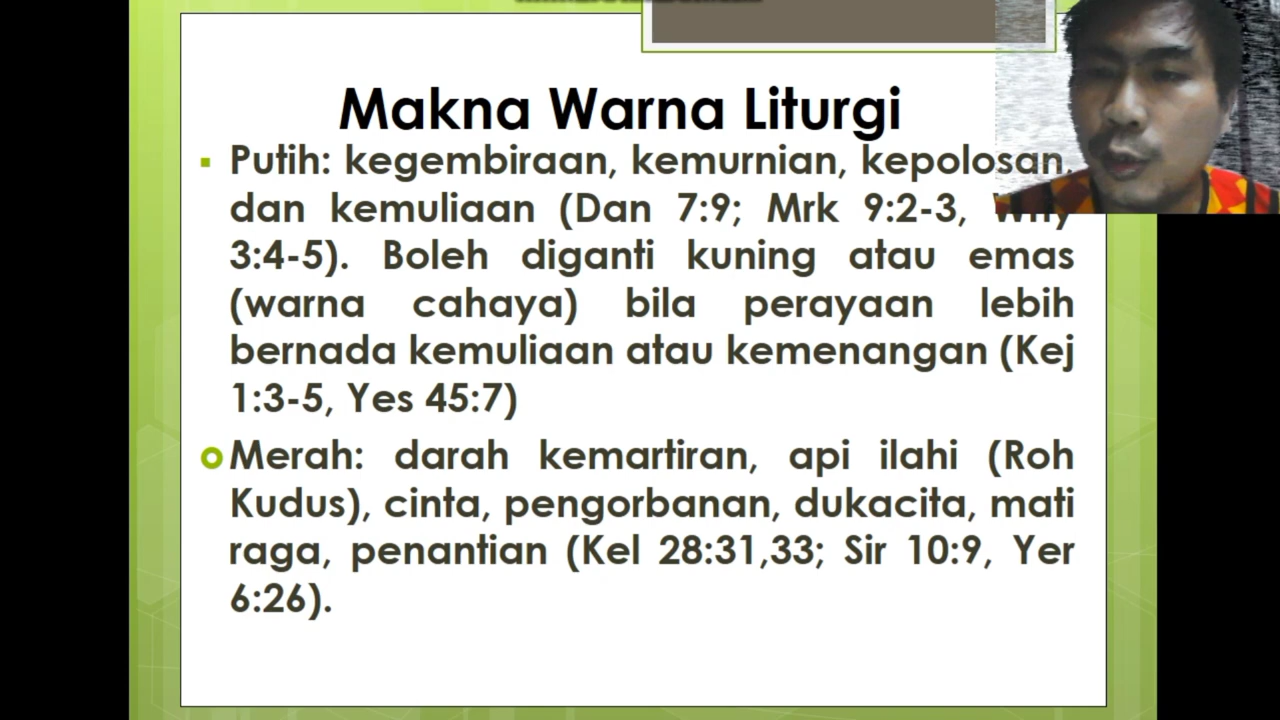 Makna Warna Liturgi
Putih: kegembiraan, kemurnian, kepolosan,
dan kemuliaan (Dan 7:9; Mrk 9:2-3, Why
3:4-5). Boleh diganti kuning atau emas
(warna cahaya) bila perayaan lebih
bernada kemuliaan atau kemenangan (Kej
1:3-5, Yes 45:7)
Merah: darah kemartiran, api ilahi (Roh
Kudus), cinta, pengorbanan, dukacita, mati
raga, penantian (Kel 28:31,33; Sir 10:9, Yer
6:26).